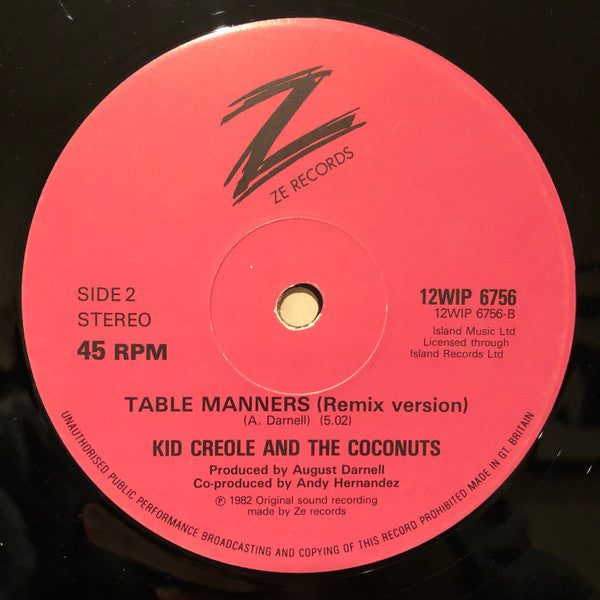 Z
ZE RECORDS
SIDE 2
STEREO
45 RPM
12WIP 6756
12WIP 6756-B
Island Music Ltd
Licensed through
Island Records Ltd
TABLE MANNERS (Remix version)
(A. Darnell) (5.02)
KID CREOLE AND THE COCONUTS
Produced by August Darnell
Co-produced by Andy Hernandez
℗ 1982 Original sound recording
made by Ze records
UNAUTHORISED PUBLIC PERFORMANCE BROADCASTING AND COPYING OF THIS RECORD PROHIBITED MADE IN GT. BRITAIN